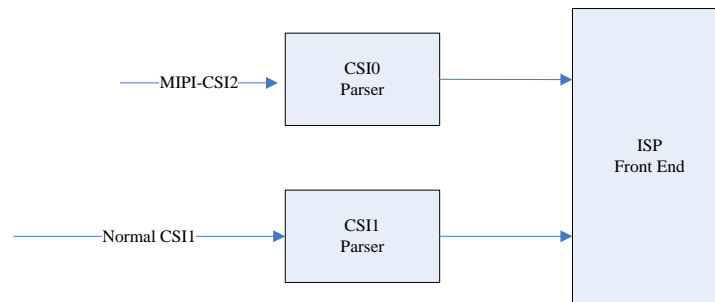 MIPI-CSI2
CSI0
Parser
ISP
Front End
Normal CSI1
CSI1
Parser